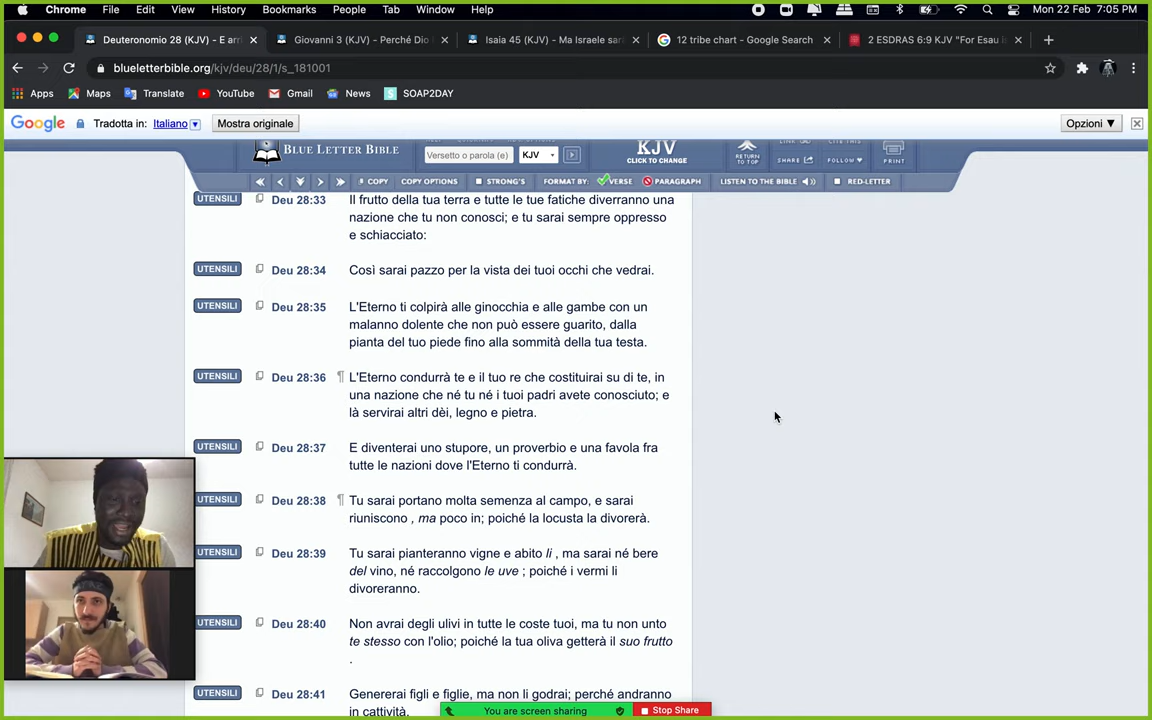 Chrome File Edit View History Bookmarks People Tab Window Help Mon 22 Feb 7:05 PM
Deuteronomio 28 (KJV) - E arri Giovanni 3 (KJV) - Perché Dio Isaia 45 (KJV) - Ma Israele sar 12 tribe chart - Google Search 2 ESDRAS 6:9 KJV "For Esau is
blueletterbible.org/kjv/deu/28/1/s_181001
Apps Maps Translate YouTube Gmail News SOAP2DAY
Google Tradotta in: Italiano Mostra originale Opzioni ▼
BLUE LETTER BIBLE Versetto o parola (e) KJV KJV CLICK TO CHANGE RETURN TO TOP SHARE FOLLOW PRINT
COPY COPY OPTIONS STRONG'S FORMAT BY: VERSE PARAGRAPH LISTEN TO THE BIBLE RED-LETTER
UTENSILI Deu 28:33 Il frutto della tua terra e tutte le tue fatiche diverranno una
nazione che tu non conosci; e tu sarai sempre oppresso
e schiacciato:
UTENSILI Deu 28:34 Così sarai pazzo per la vista dei tuoi occhi che vedrai.
UTENSILI Deu 28:35 L'Eterno ti colpirà alle ginocchia e alle gambe con un
malanno dolente che non può essere guarito, dalla
pianta del tuo piede fino alla sommità della tua testa.
UTENSILI Deu 28:36 ¶ L'Eterno condurrà te e il tuo re che costituirai su di te, in
una nazione che né tu né i tuoi padri avete conosciuto; e
là servirai altri dèi, legno e pietra.
UTENSILI Deu 28:37 E diventerai uno stupore, un proverbio e una favola fra
tutte le nazioni dove l'Eterno ti condurrà.
UTENSILI Deu 28:38 ¶ Tu sarai portano molta semenza al campo, e sarai
riuniscono , ma poco in; poiché la locusta la divorerà.
UTENSILI Deu 28:39 Tu sarai pianteranno vigne e abito li , ma sarai né bere
del vino, né raccolgono le uve ; poiché i vermi li
divoreranno.
UTENSILI Deu 28:40 Non avrai degli ulivi in tutte le coste tuoi, ma tu non unto
te stesso con l'olio; poiché la tua oliva getterà il suo frutto
.
UTENSILI Deu 28:41 Genererai figli e figlie, ma non li godrai; perché andranno
in cattività.
You are screen sharing Stop Share